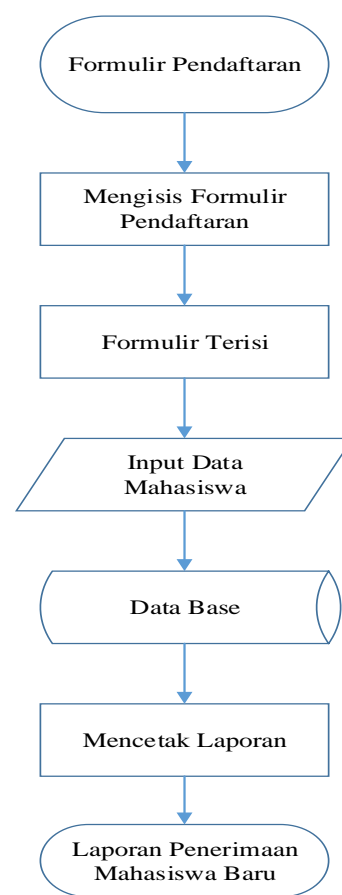 Formulir Pendaftaran
Mengisis Formulir
Pendaftaran
Formulir Terisi
Input Data
Mahasiswa
Data Base
Mencetak Laporan
Laporan Penerimaan
Mahasiswa Baru